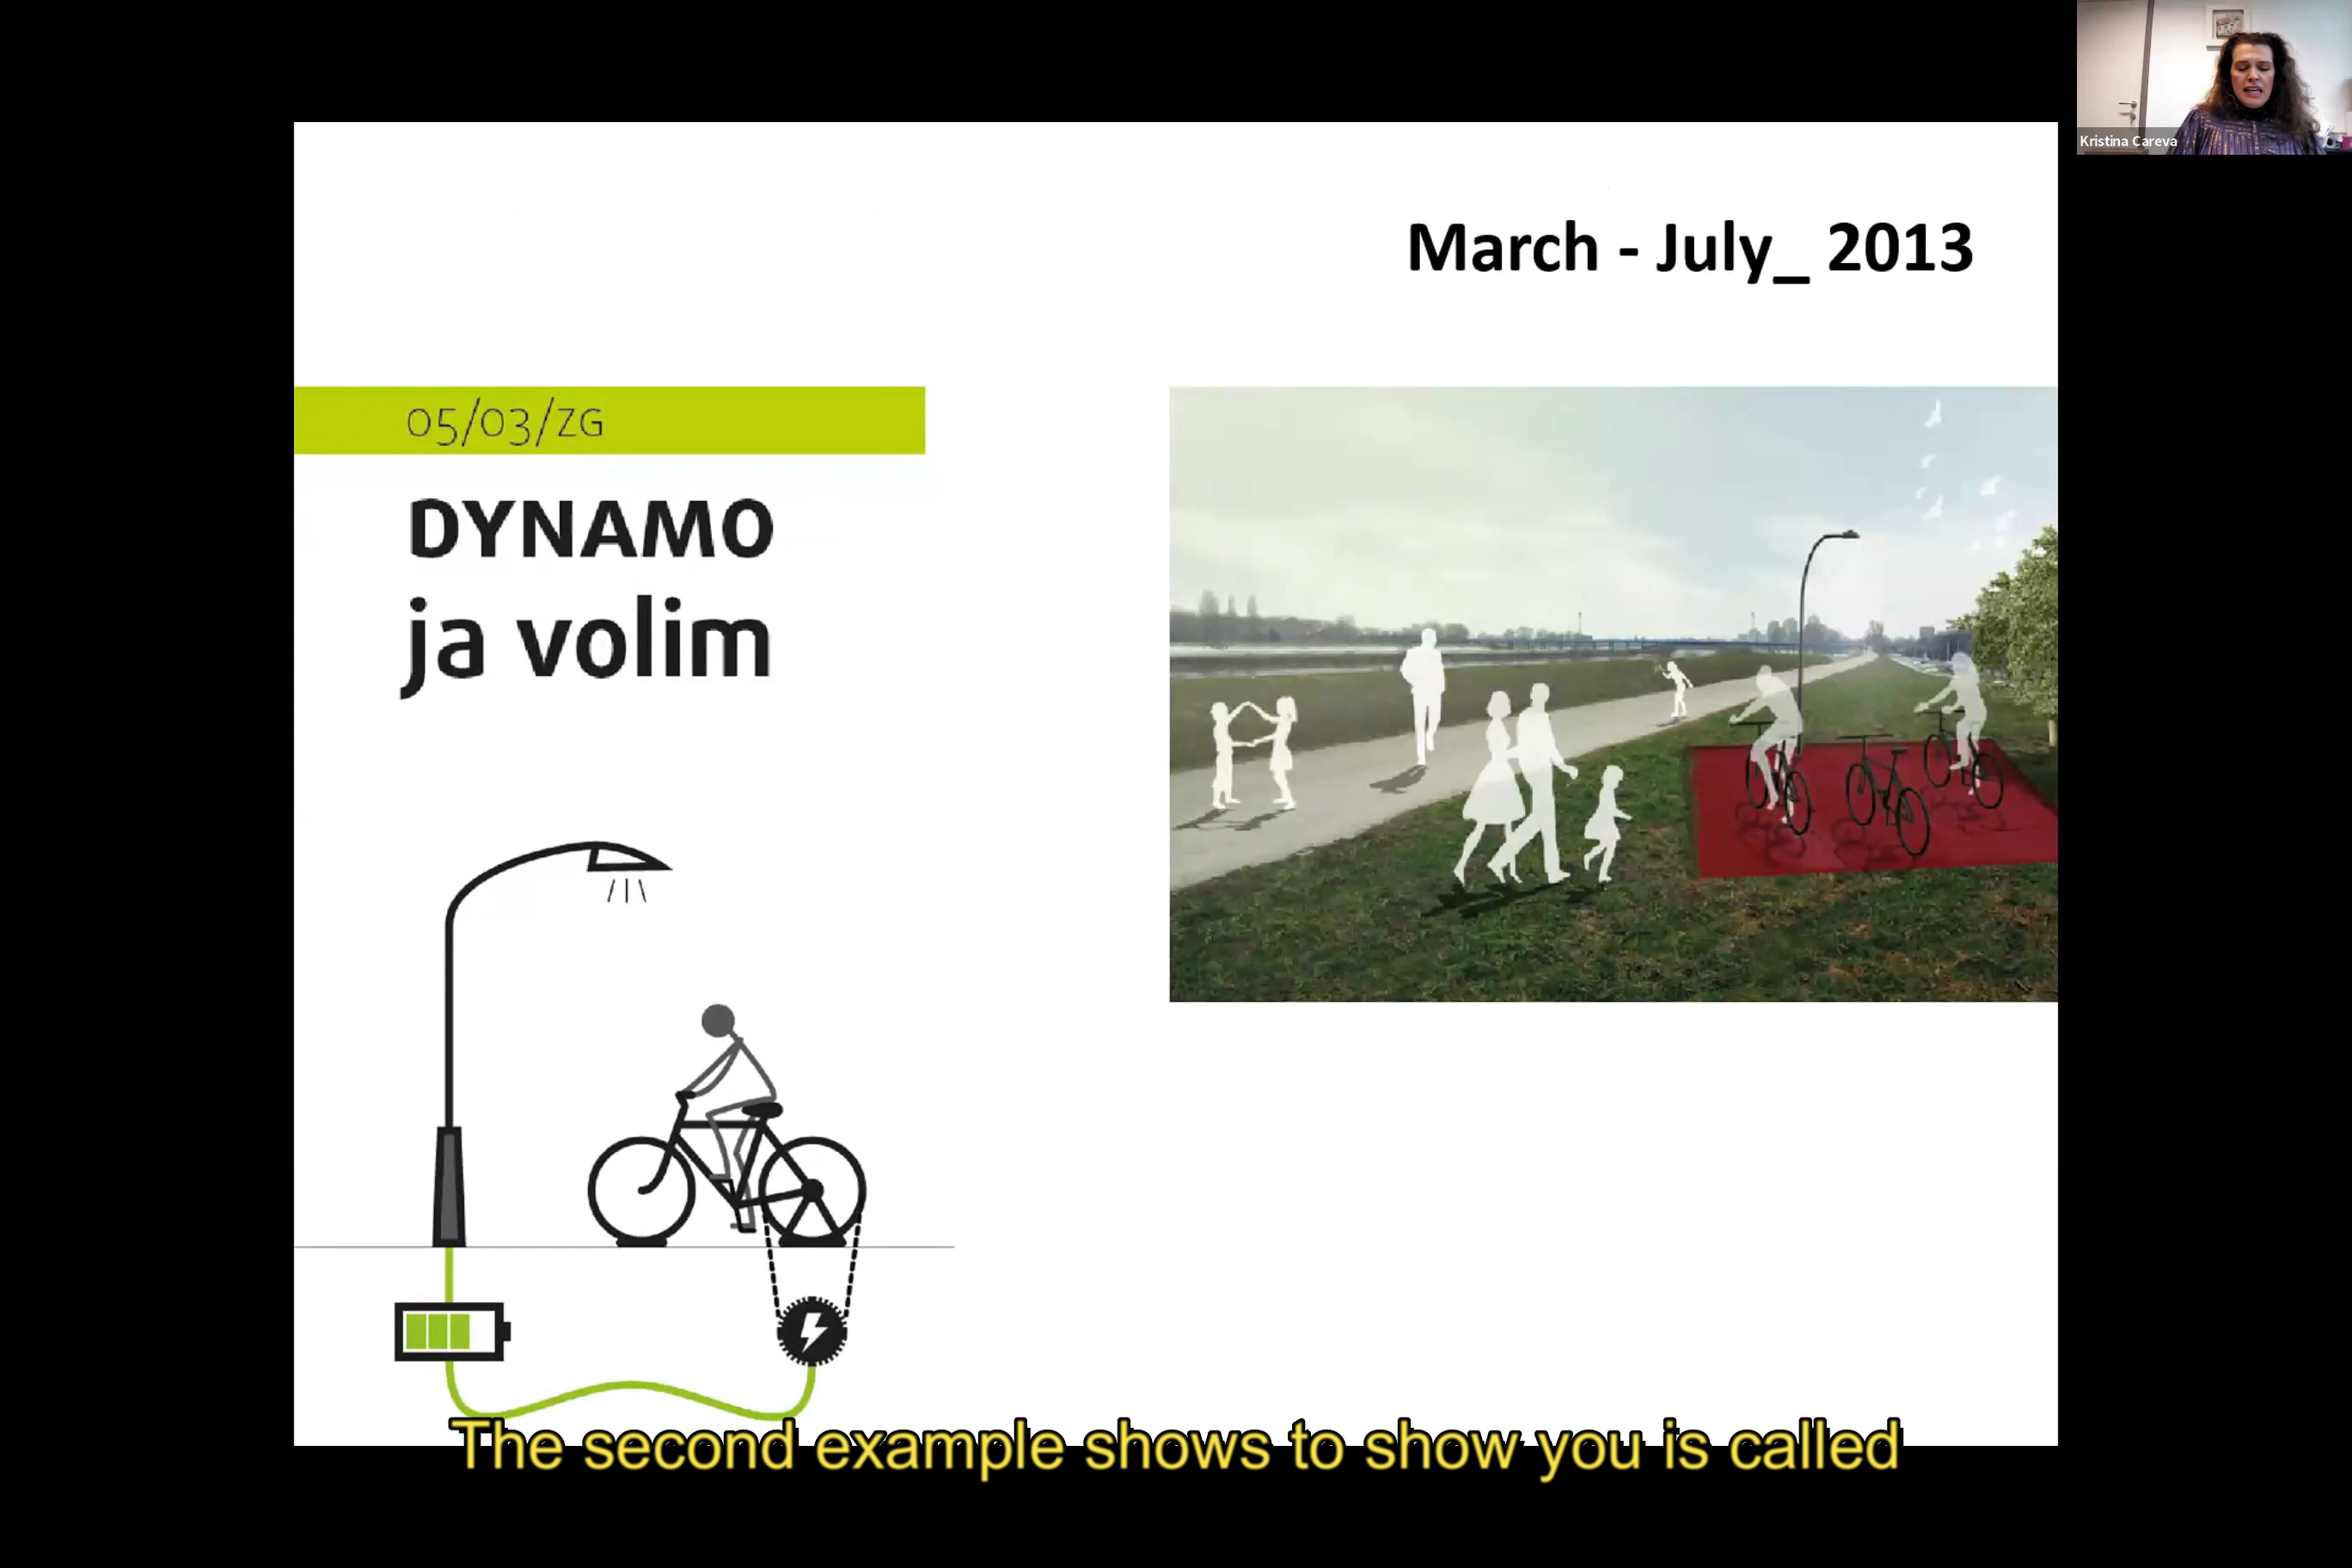 Kristina Careva
March - July_ 2013
05/03/ZG
DYNAMO
ja volim
The second example shows to show you is called